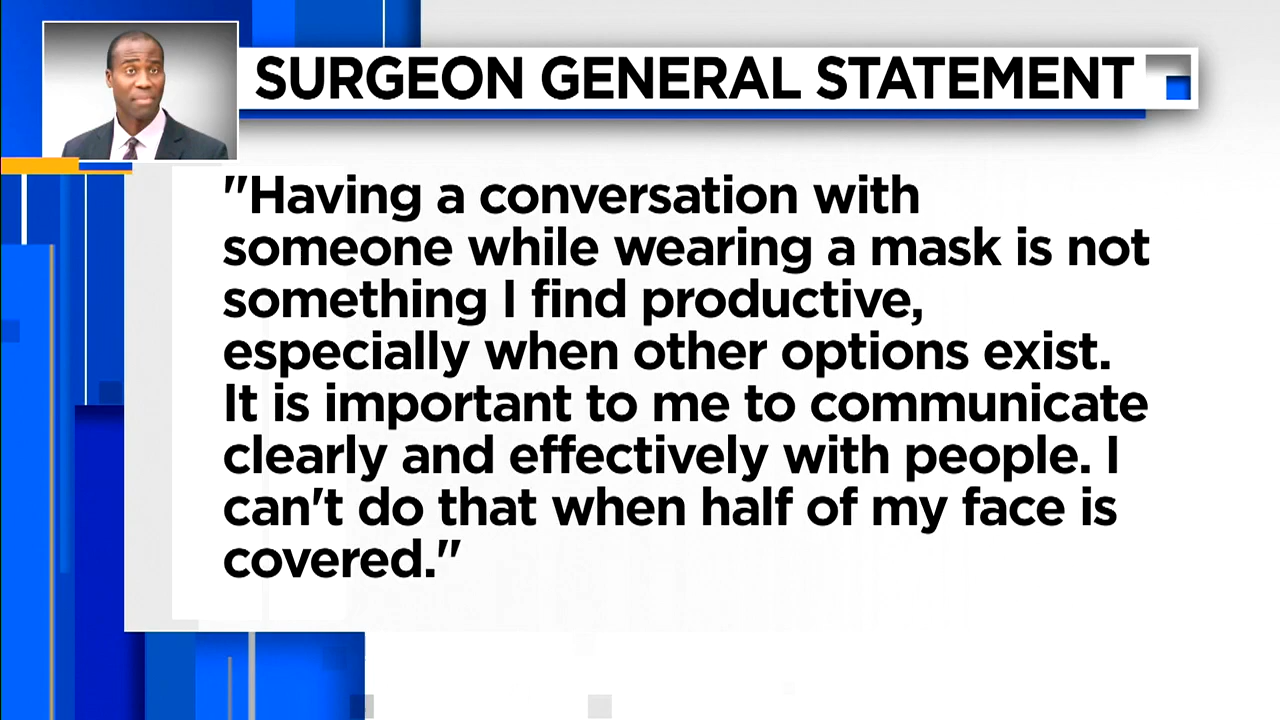 SURGEON GENERAL STATEMENT
"Having a conversation with
someone while wearing a mask is not
something I find productive,
especially when other options exist.
It is important to me to communicate
clearly and effectively with people. I
can't do that when half of my face is
covered."